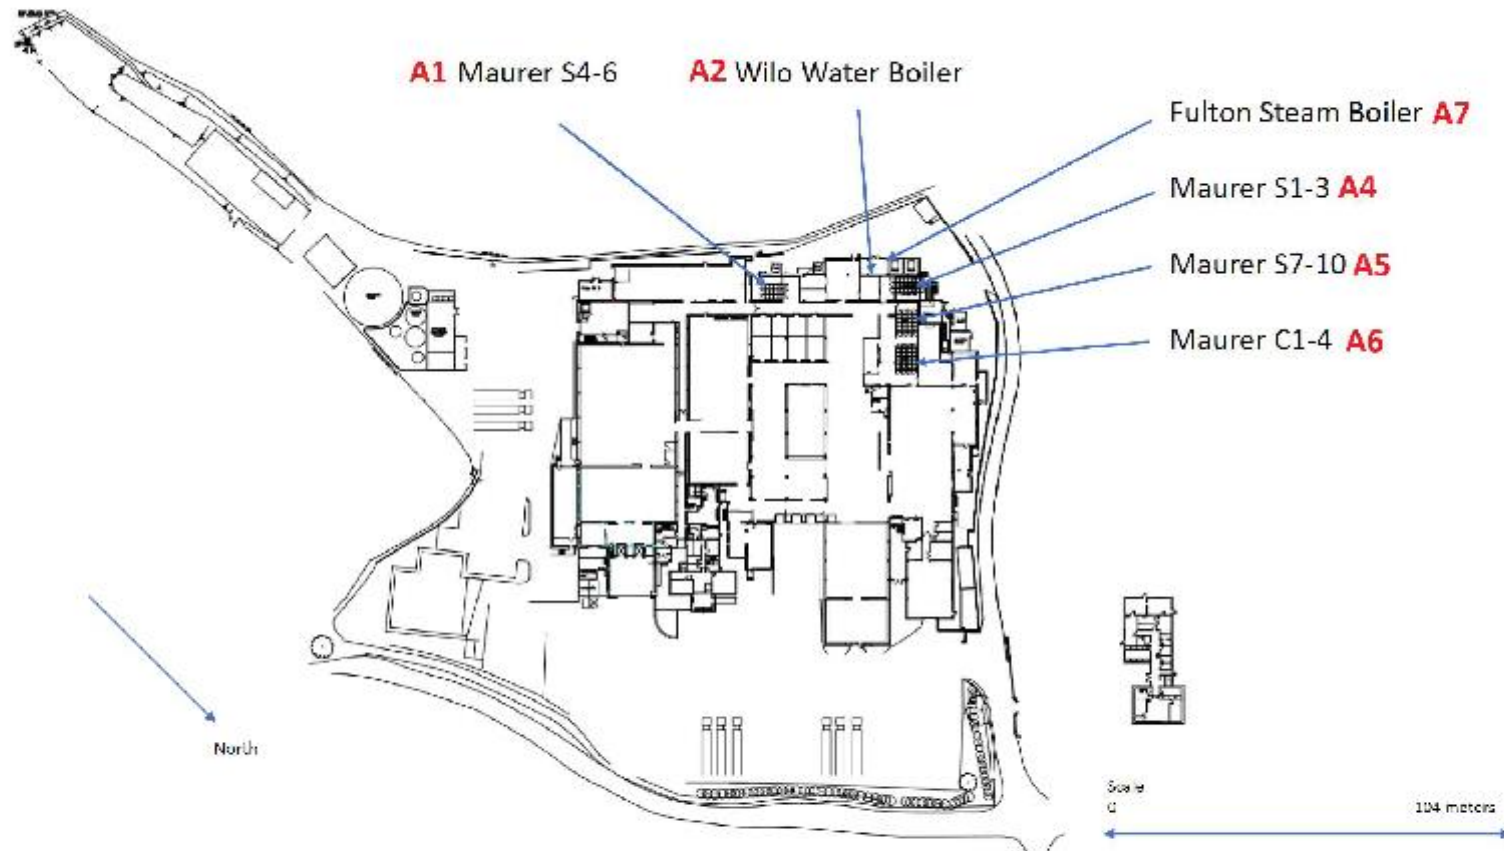 A1 Maurer S4-6
A2 Wilo Water Boiler
Fulton Steam Boiler A7
Maurer S1-3 A4
Maurer S7-10 A5
Maurer C1-4 A6
North
Scale
0
104 meters